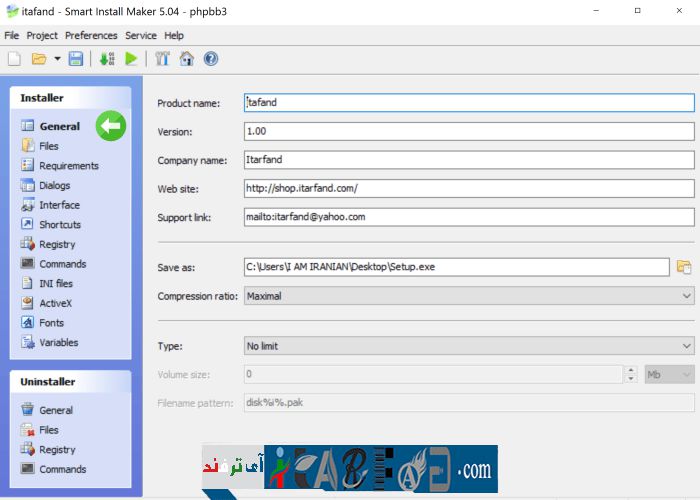 itafand - Smart Install Maker 5.04 - phpbb3
File Project Preferences Service Help
Installer
General
Files
Requirements
Dialogs
Interface
Shortcuts
Registry
Commands
INI files
ActiveX
Fonts
Variables
Uninstaller
General
Files
Registry
Commands
Product name: itafand
Version: 1.00
Company name: Itarfand
Web site: http://shop.itarfand.com/
Support link: mailto:itarfand@yahoo.com
Save as: C:\Users\I AM IRANIAN\Desktop\Setup.exe
Compression ratio: Maximal
Type: No limit
Volume size: 0 Mb
Filename pattern: disk%i%.pak
آی ترفند ITARFAND.com